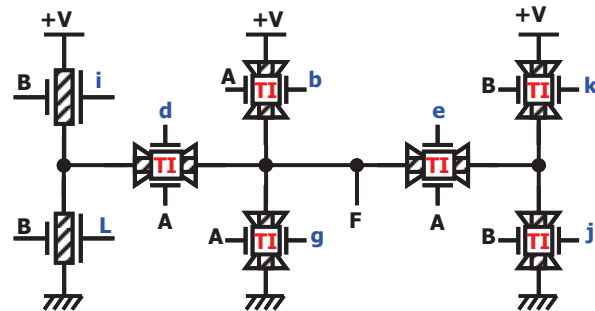 +V +V +V
B i A TI b B TI k
d e
TI TI
A F A
B L A TI g B TI j